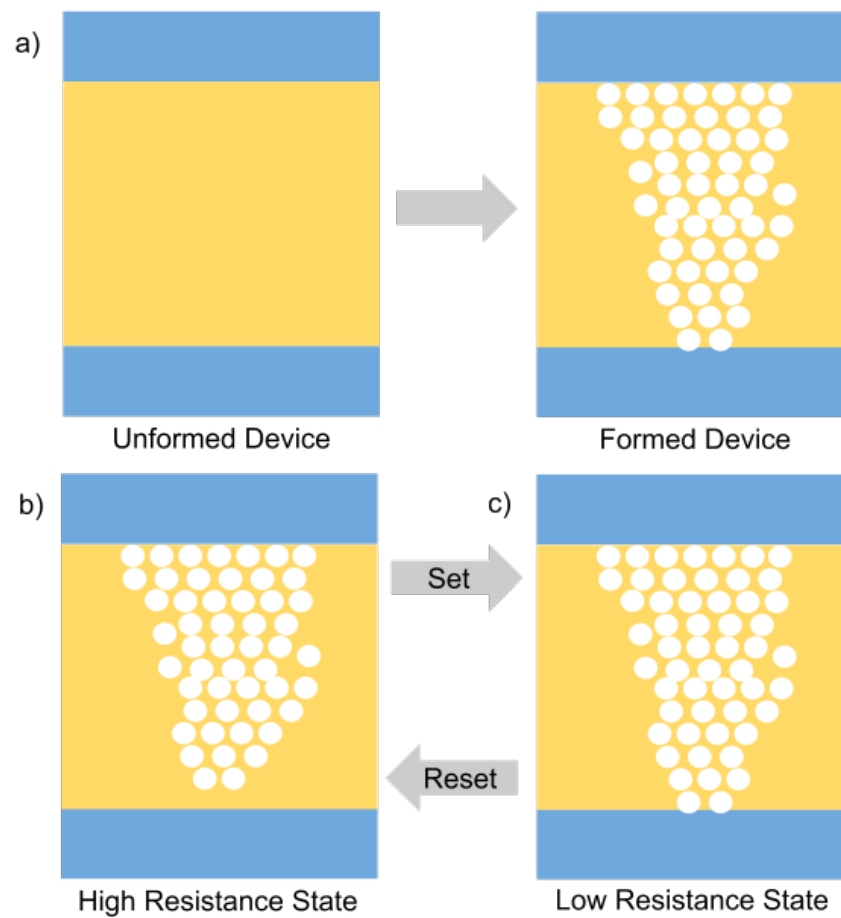 a)
Unformed Device
Formed Device
b)
c)
Set
Reset
High Resistance State
Low Resistance State